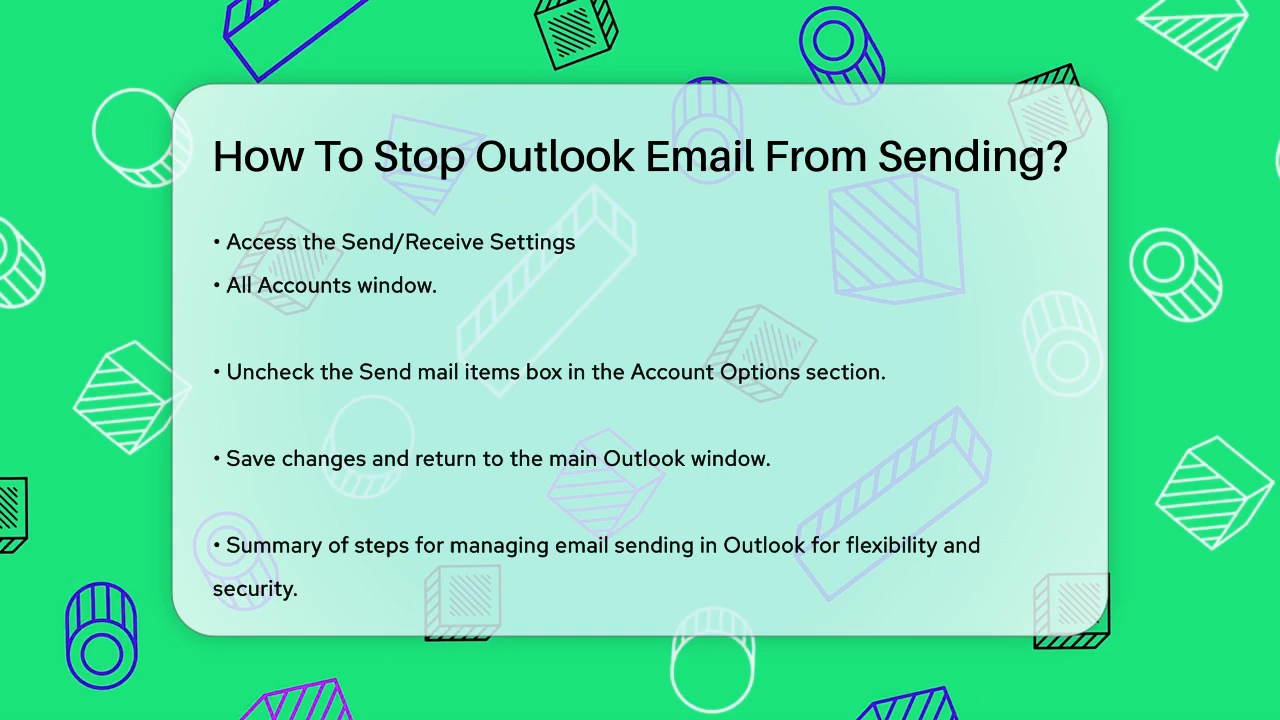 How To Stop Outlook Email From Sending?
• Access the Send/Receive Settings
• All Accounts window.
• Uncheck the Send mail items box in the Account Options section.
• Save changes and return to the main Outlook window.
• Summary of steps for managing email sending in Outlook for flexibility and
security.